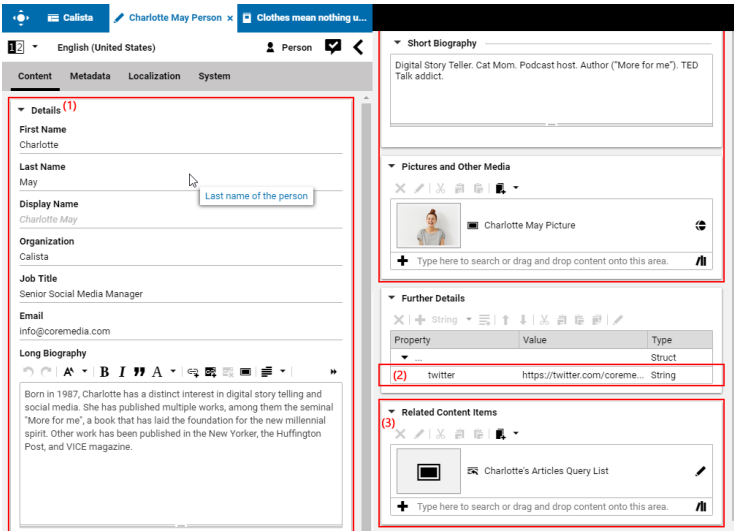 Calista
Charlotte May Person ×
Clothes mean nothing u...
12
English (United States)
Person
Content Metadata Localization System
Details (1)
First Name
Charlotte
Last Name
May
Last name of the person
Display Name
Charlotte May
Organization
Calista
Job Title
Senior Social Media Manager
Email
info@coremedia.com
Long Biography
B I A
Born in 1987, Charlotte has a distinct interest in digital story telling and
social media. She has published multiple works, among them the seminal
"More for me", a book that has laid the foundation for the new millennial
spirit. Other work has been published in the New Yorker, the Huffington
Post, and VICE magazine.
Short Biography
Digital Story Teller. Cat Mom. Podcast host. Author ("More for me"). TED
Talk addict.
Pictures and Other Media
Charlotte May Picture
Type here to search or drag and drop content onto this area.
Further Details
String
Property Value Type
... Struct
(2) twitter https://twitter.com/coreme... String
Related Content Items
(3)
Charlotte's Articles Query List
Type here to search or drag and drop content onto this area.